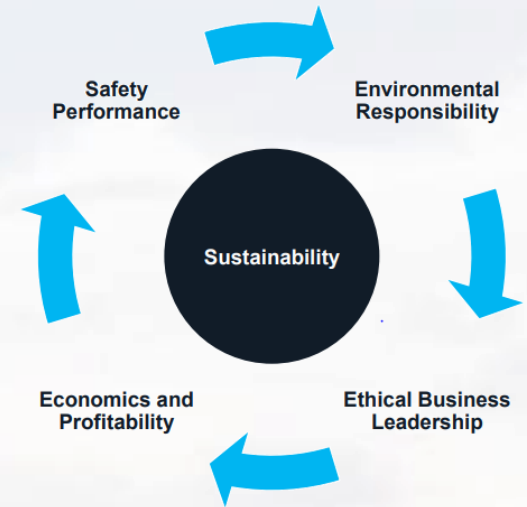 Safety
Performance
Environmental
Responsibility
Sustainability
Economics and
Profitability
Ethical Business
Leadership